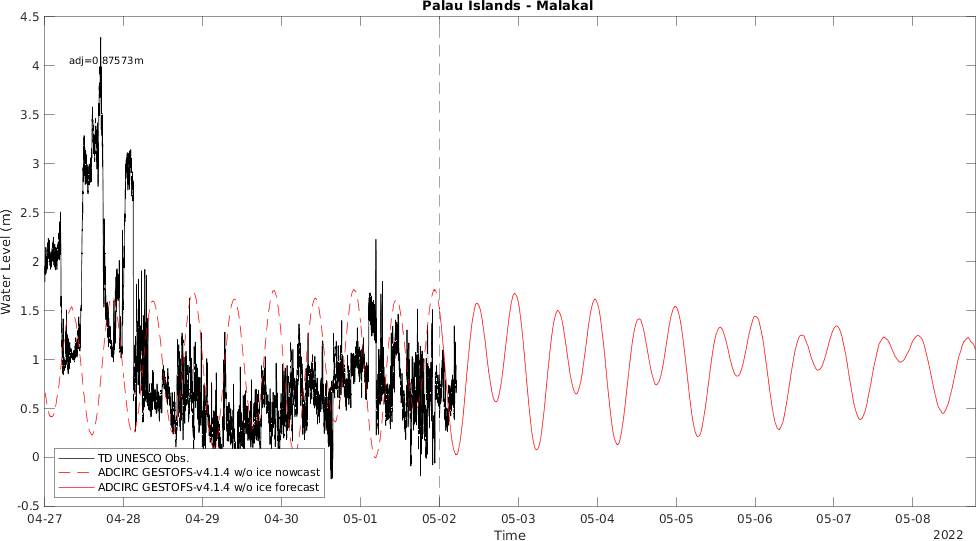 Palau Islands - Malakal
4.5
4
3.5
3
2.5
2
1.5
1
0.5
0
-0.5
Water Level (m)
adj=0.87573m
TD UNESCO Obs.
ADCIRC GESTOFS-v4.1.4 w/o ice nowcast
ADCIRC GESTOFS-v4.1.4 w/o ice forecast
04-27 04-28 04-29 04-30 05-01 05-02 05-03 05-04 05-05 05-06 05-07 05-08
Time
2022